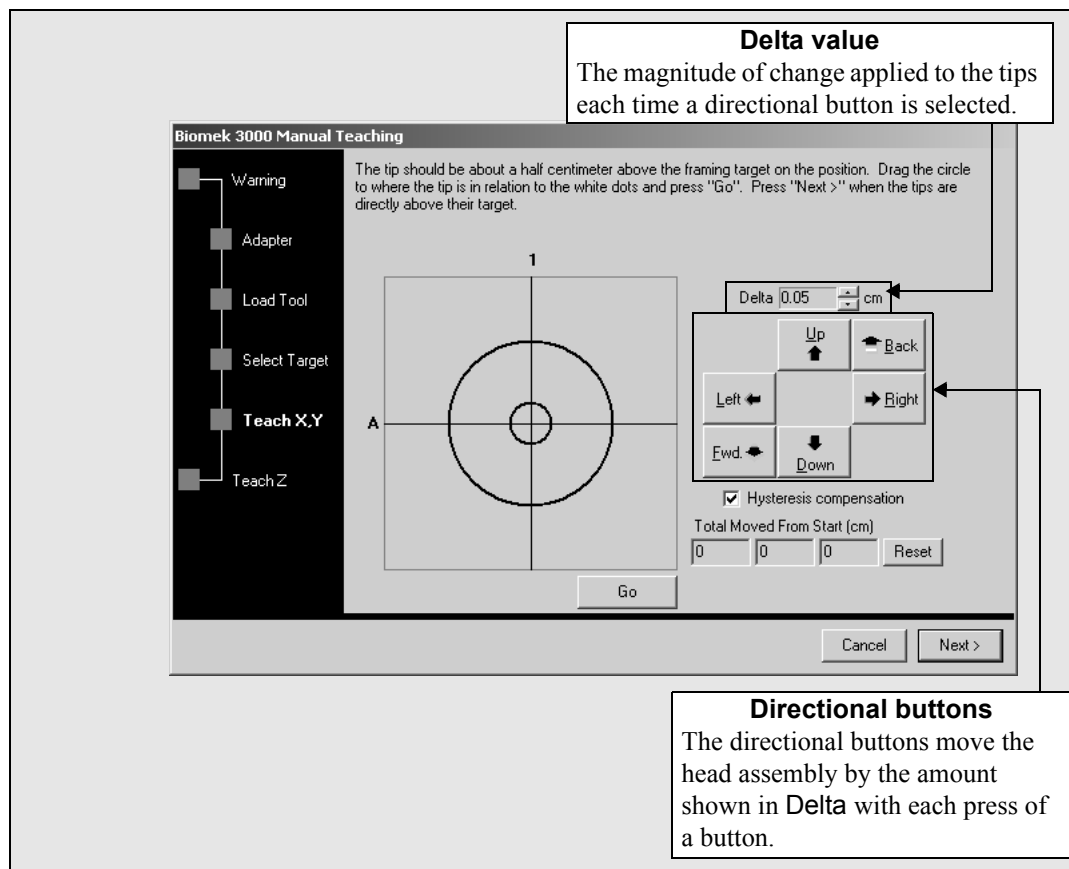 Delta value
The magnitude of change applied to the tips
each time a directional button is selected.
Biomek 3000 Manual Teaching
Warning
Adapter
Load Tool
Select Target
Teach X,Y
Teach Z
The tip should be about a half centimeter above the framing target on the position. Drag the circle
to where the tip is in relation to the white dots and press "Go". Press "Next >" when the tips are
directly above their target.
1
A
Go
Delta 0.05 cm
Up
Back
Left
Right
Fwd.
Down
Hysteresis compensation
Total Moved From Start (cm)
0 0 0 Reset
Cancel Next >
Directional buttons
The directional buttons move the
head assembly by the amount
shown in Delta with each press of
a button.